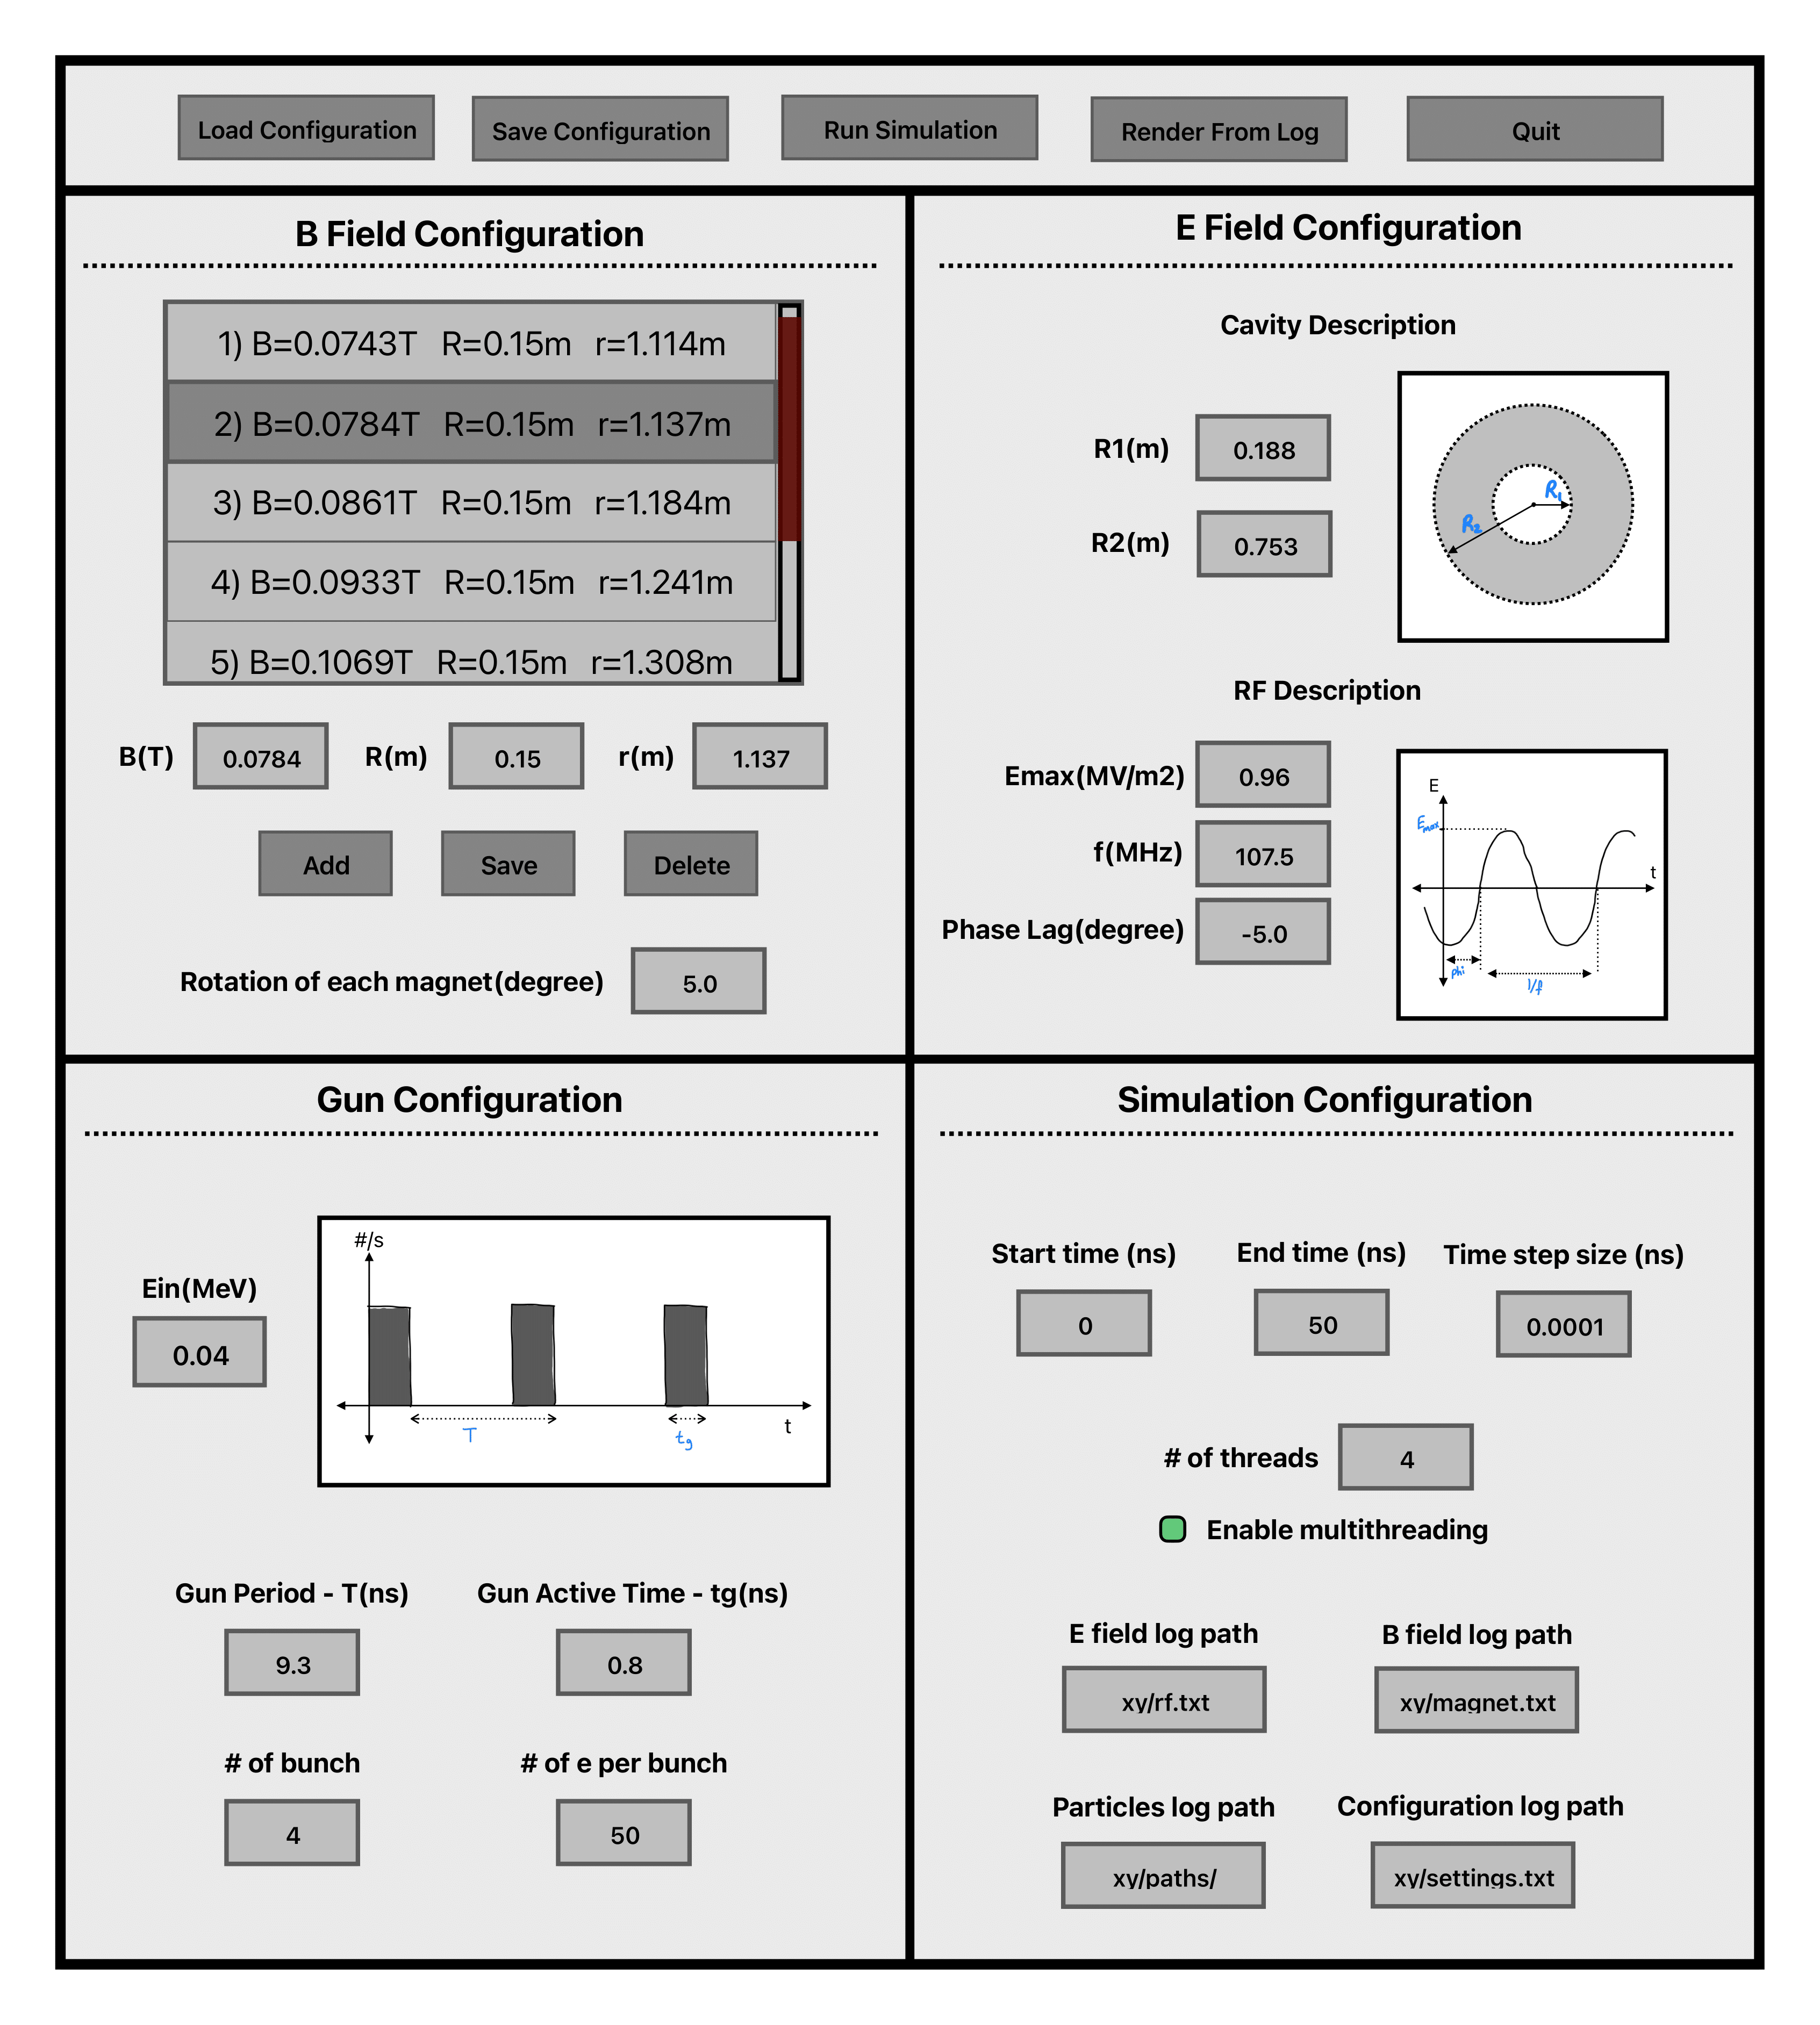 Load Configuration
Save Configuration
Run Simulation
Render From Log
Quit
B Field Configuration
1) B=0.0743T R=0.15m r=1.114m
2) B=0.0784T R=0.15m r=1.137m
3) B=0.0861T R=0.15m r=1.184m
4) B=0.0933T R=0.15m r=1.241m
5) B=0.1069T R=0.15m r=1.308m
B(T) 0.0784 R(m) 0.15 r(m) 1.137
Add
Save
Delete
Rotation of each magnet(degree) 5.0
E Field Configuration
Cavity Description
R1(m) 0.188
R2(m) 0.753
R1
R2
RF Description
Emax(MV/m2) 0.96
f(MHz) 107.5
Phase Lag(degree) -5.0
E
Emax
t
phi
1/f
Gun Configuration
Ein(MeV)
0.04
#/s
T
tg
t
Gun Period - T(ns)
9.3
Gun Active Time - tg(ns)
0.8
# of bunch
4
# of e per bunch
50
Simulation Configuration
Start time (ns)
0
End time (ns)
50
Time step size (ns)
0.0001
# of threads 4
Enable multithreading
E field log path
xy/rf.txt
B field log path
xy/magnet.txt
Particles log path
xy/paths/
Configuration log path
xy/settings.txt